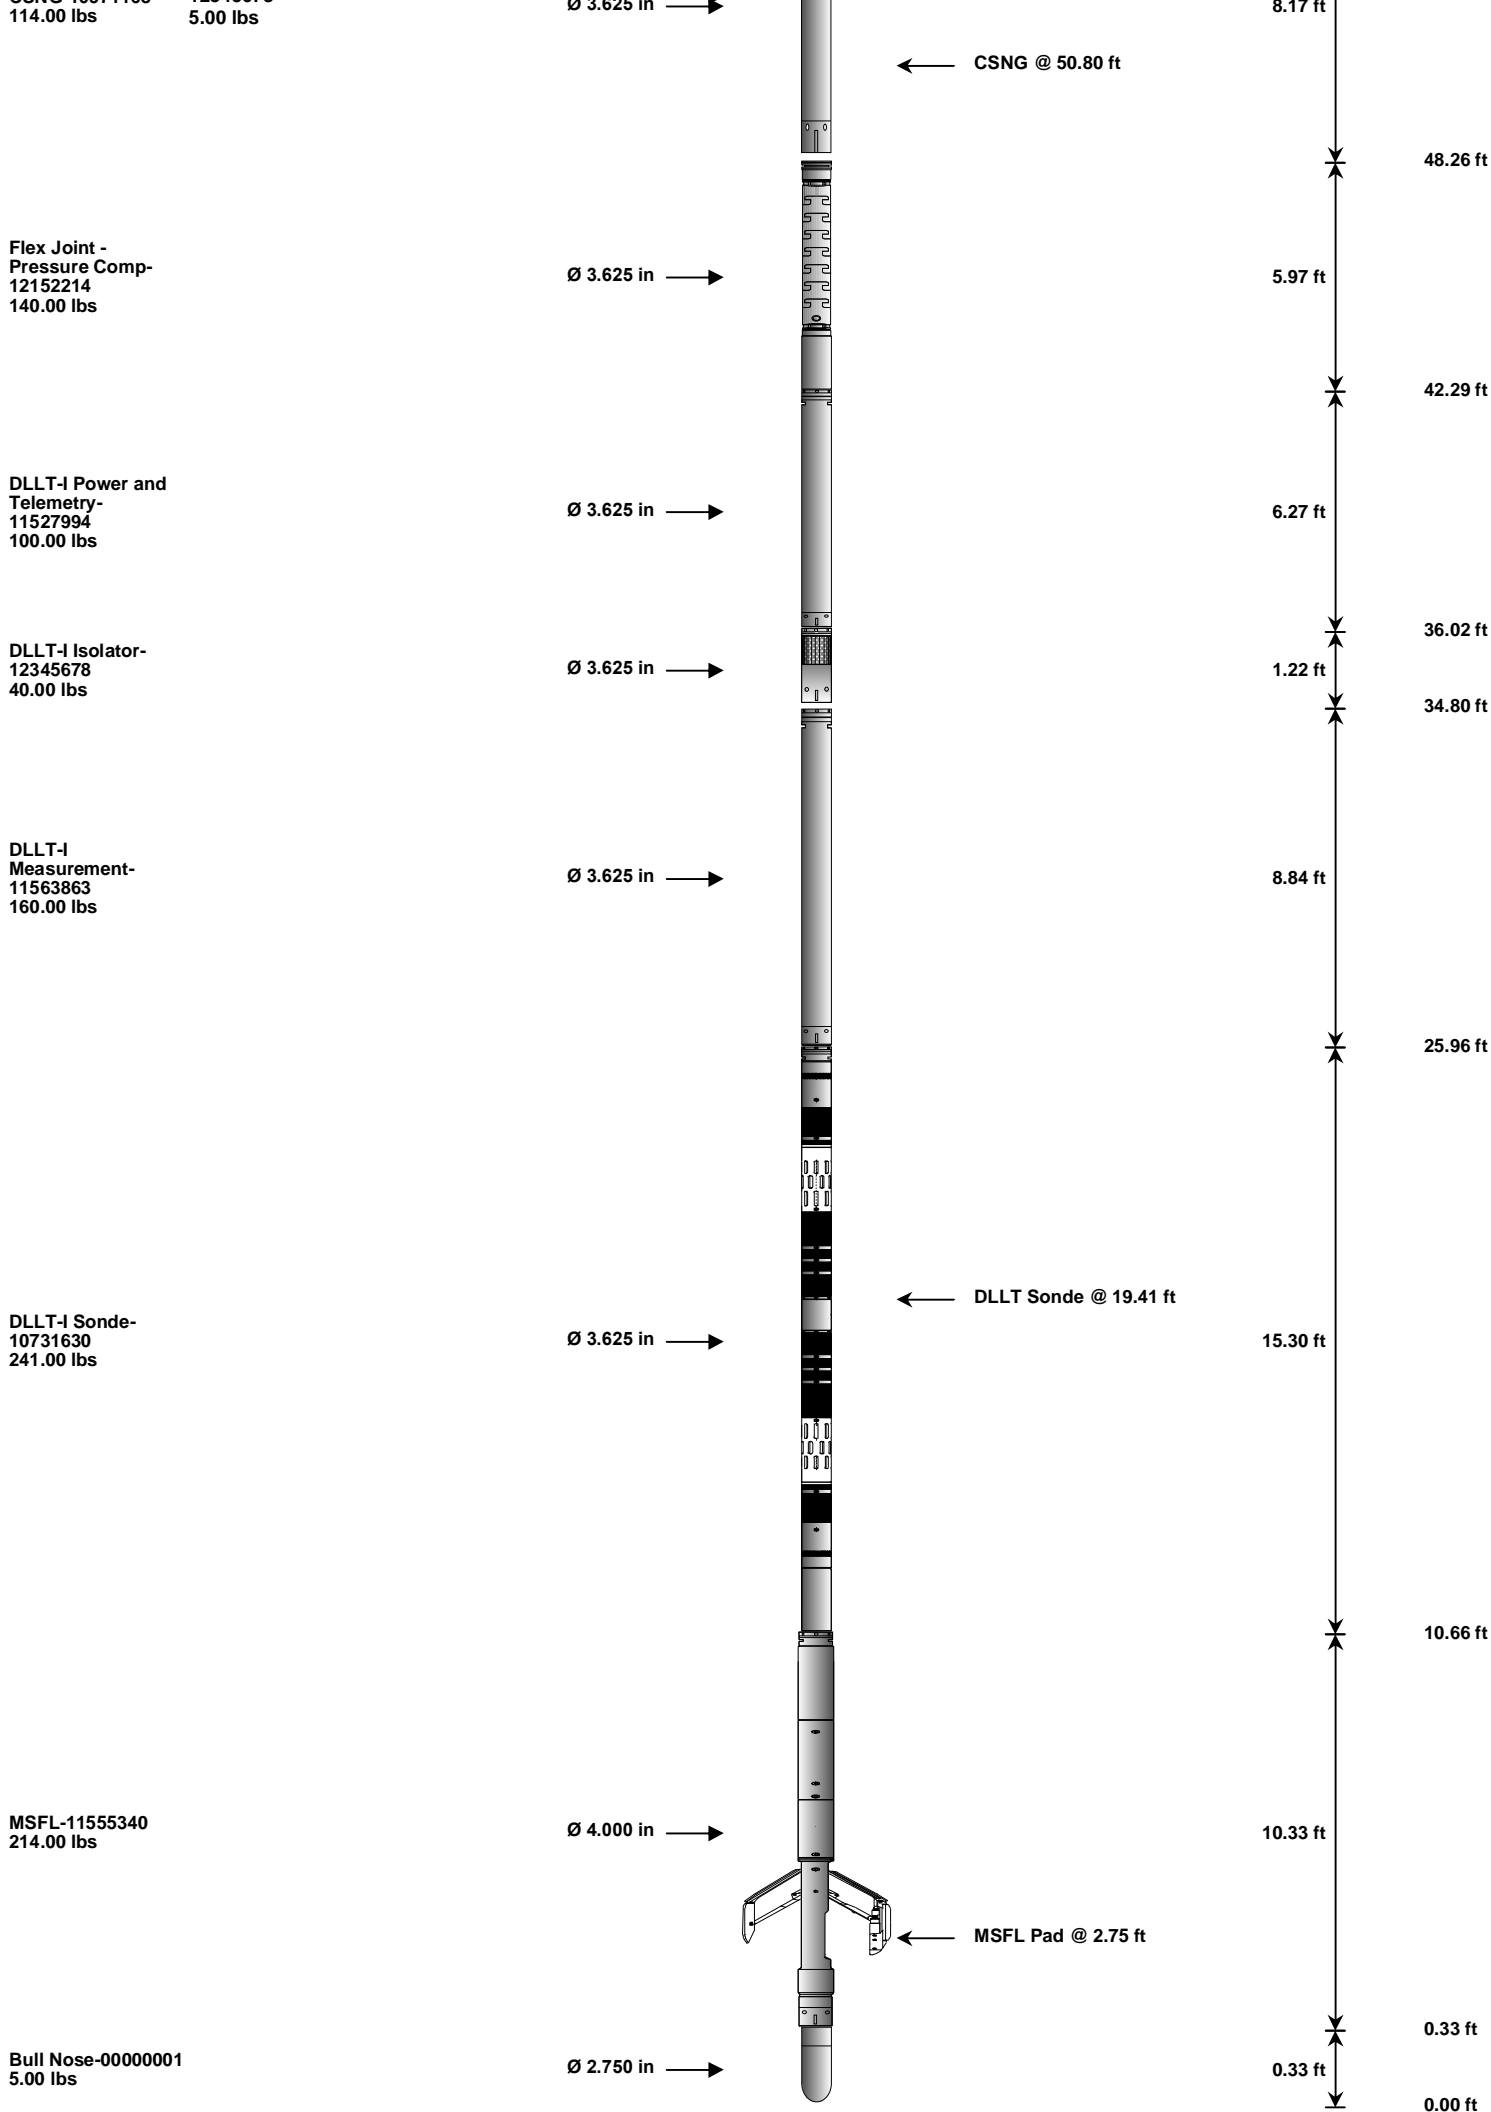 114.00 lbs
5.00 lbs
Ø 3.625 in
8.17 ft
CSNG @ 50.80 ft
48.26 ft
Flex Joint -
Pressure Comp-
12152214
140.00 lbs
Ø 3.625 in
5.97 ft
42.29 ft
DLLT-I Power and
Telemetry-
11527994
100.00 lbs
Ø 3.625 in
6.27 ft
36.02 ft
DLLT-I Isolator-
12345678
40.00 lbs
Ø 3.625 in
1.22 ft
34.80 ft
DLLT-I
Measurement-
11563863
160.00 lbs
Ø 3.625 in
8.84 ft
25.96 ft
DLLT Sonde @ 19.41 ft
DLLT-I Sonde-
10731630
241.00 lbs
Ø 3.625 in
15.30 ft
10.66 ft
MSFL-11555340
214.00 lbs
Ø 4.000 in
10.33 ft
MSFL Pad @ 2.75 ft
0.33 ft
Bull Nose-00000001
5.00 lbs
Ø 2.750 in
0.33 ft
0.00 ft